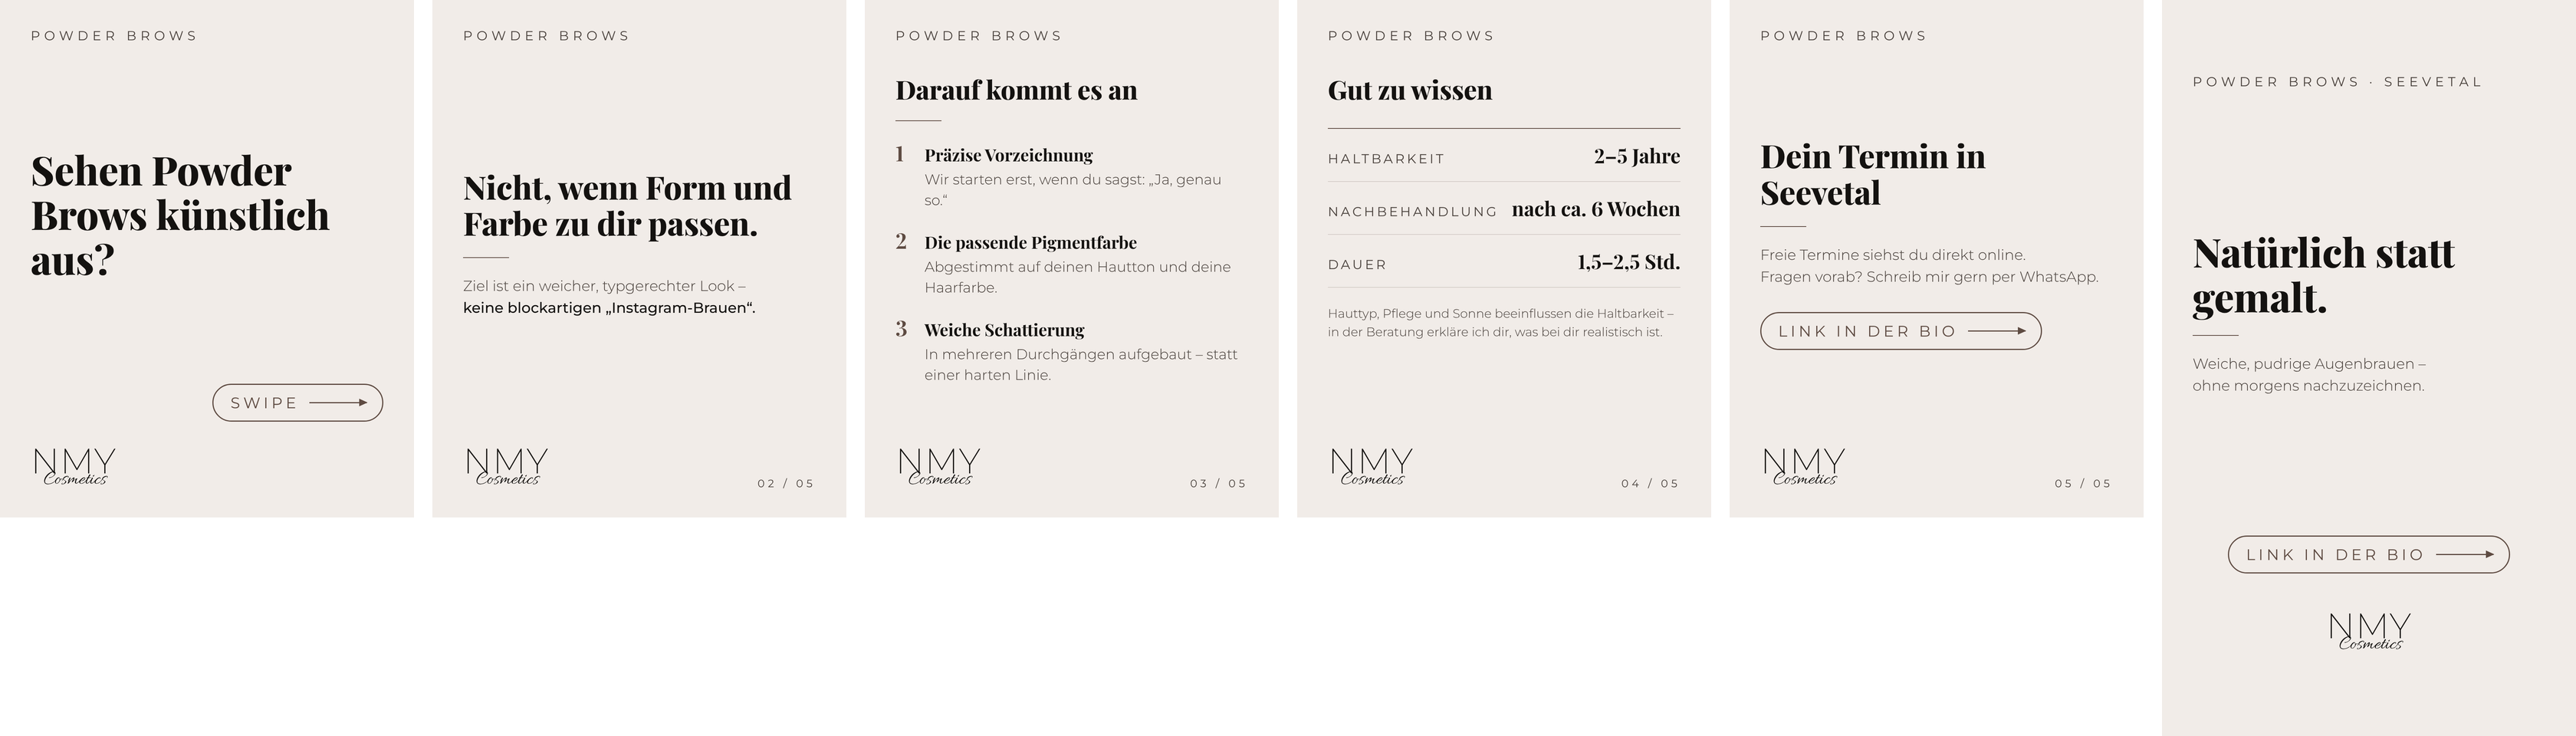 POWDER BROWS
Sehen Powder
Brows künstlich
aus?
SWIPE
NMY
Cosmetics
POWDER BROWS
Nicht, wenn Form und
Farbe zu dir passen.
Ziel ist ein weicher, typgerechter Look –
keine blockartigen „Instagram-Brauen“.
NMY
Cosmetics
02 / 05
POWDER BROWS
Darauf kommt es an
1 Präzise Vorzeichnung
Wir starten erst, wenn du sagst: „Ja, genau
so.“
2 Die passende Pigmentfarbe
Abgestimmt auf deinen Hautton und deine
Haarfarbe.
3 Weiche Schattierung
In mehreren Durchgängen aufgebaut – statt
einer harten Linie.
NMY
Cosmetics
03 / 05
POWDER BROWS
Gut zu wissen
HALTBARKEIT 2–5 Jahre
NACHBEHANDLUNG nach ca. 6 Wochen
DAUER 1,5–2,5 Std.
Hauttyp, Pflege und Sonne beeinflussen die Haltbarkeit –
in der Beratung erkläre ich dir, was bei dir realistisch ist.
NMY
Cosmetics
04 / 05
POWDER BROWS
Dein Termin in
Seevetal
Freie Termine siehst du direkt online.
Fragen vorab? Schreib mir gern per WhatsApp.
LINK IN DER BIO
NMY
Cosmetics
05 / 05
POWDER BROWS · SEEVETAL
Natürlich statt
gemalt.
Weiche, pudrige Augenbrauen –
ohne morgens nachzuzeichnen.
LINK IN DER BIO
NMY
Cosmetics